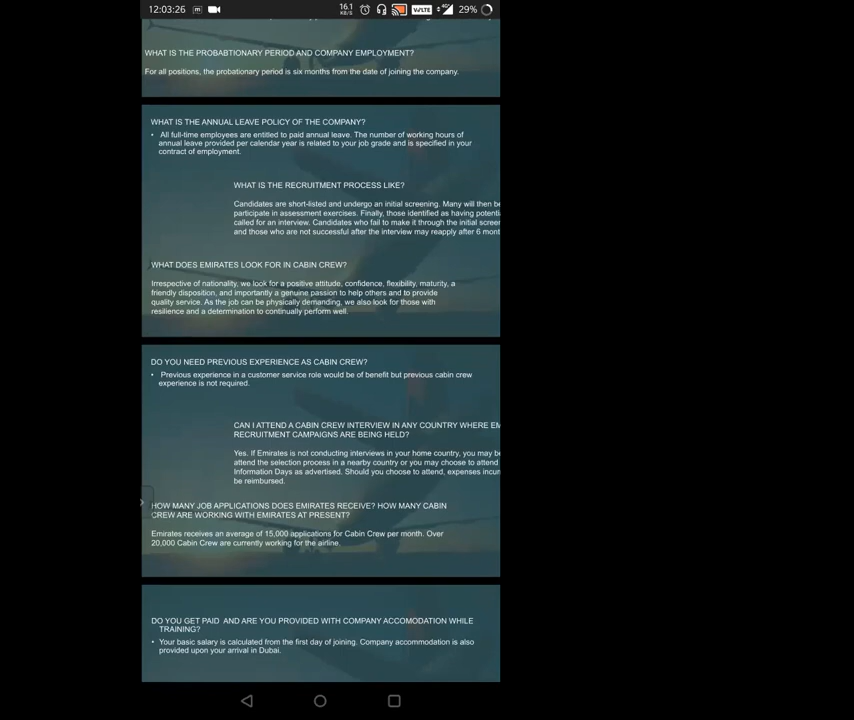 12:03:26
16.1
KB/S
VoLTE
4G
29%
WHAT IS THE PROBABTIONARY PERIOD AND COMPANY EMPLOYMENT?
For all positions, the probationary period is six months from the date of joining the company.
WHAT IS THE ANNUAL LEAVE POLICY OF THE COMPANY?
• All full-time employees are entitled to paid annual leave. The number of working hours of
annual leave provided per calendar year is related to your job grade and is specified in your
contract of employment.
WHAT IS THE RECRUITMENT PROCESS LIKE?
Candidates are short-listed and undergo an initial screening. Many will then be
participate in assessment exercises. Finally, those identified as having potenti
called for an interview. Candidates who fail to make it through the initial screen
and those who are not successful after the interview may reapply after 6 mont
WHAT DOES EMIRATES LOOK FOR IN CABIN CREW?
Irrespective of nationality, we look for a positive attitude, confidence, flexibility, maturity, a
friendly disposition, and importantly a genuine passion to help others and to provide
quality service. As the job can be physically demanding, we also look for those with
resilience and a determination to continually perform well.
DO YOU NEED PREVIOUS EXPERIENCE AS CABIN CREW?
• Previous experience in a customer service role would be of benefit but previous cabin crew
experience is not required.
CAN I ATTEND A CABIN CREW INTERVIEW IN ANY COUNTRY WHERE EM
RECRUITMENT CAMPAIGNS ARE BEING HELD?
Yes. If Emirates is not conducting interviews in your home country, you may be
attend the selection process in a nearby country or you may choose to attend
Information Days as advertised. Should you choose to attend, expenses incur
be reimbursed.
HOW MANY JOB APPLICATIONS DOES EMIRATES RECEIVE? HOW MANY CABIN
CREW ARE WORKING WITH EMIRATES AT PRESENT?
Emirates receives an average of 15,000 applications for Cabin Crew per month. Over
20,000 Cabin Crew are currently working for the airline.
DO YOU GET PAID AND ARE YOU PROVIDED WITH COMPANY ACCOMODATION WHILE
TRAINING?
• Your basic salary is calculated from the first day of joining. Company accommodation is also
provided upon your arrival in Dubai.